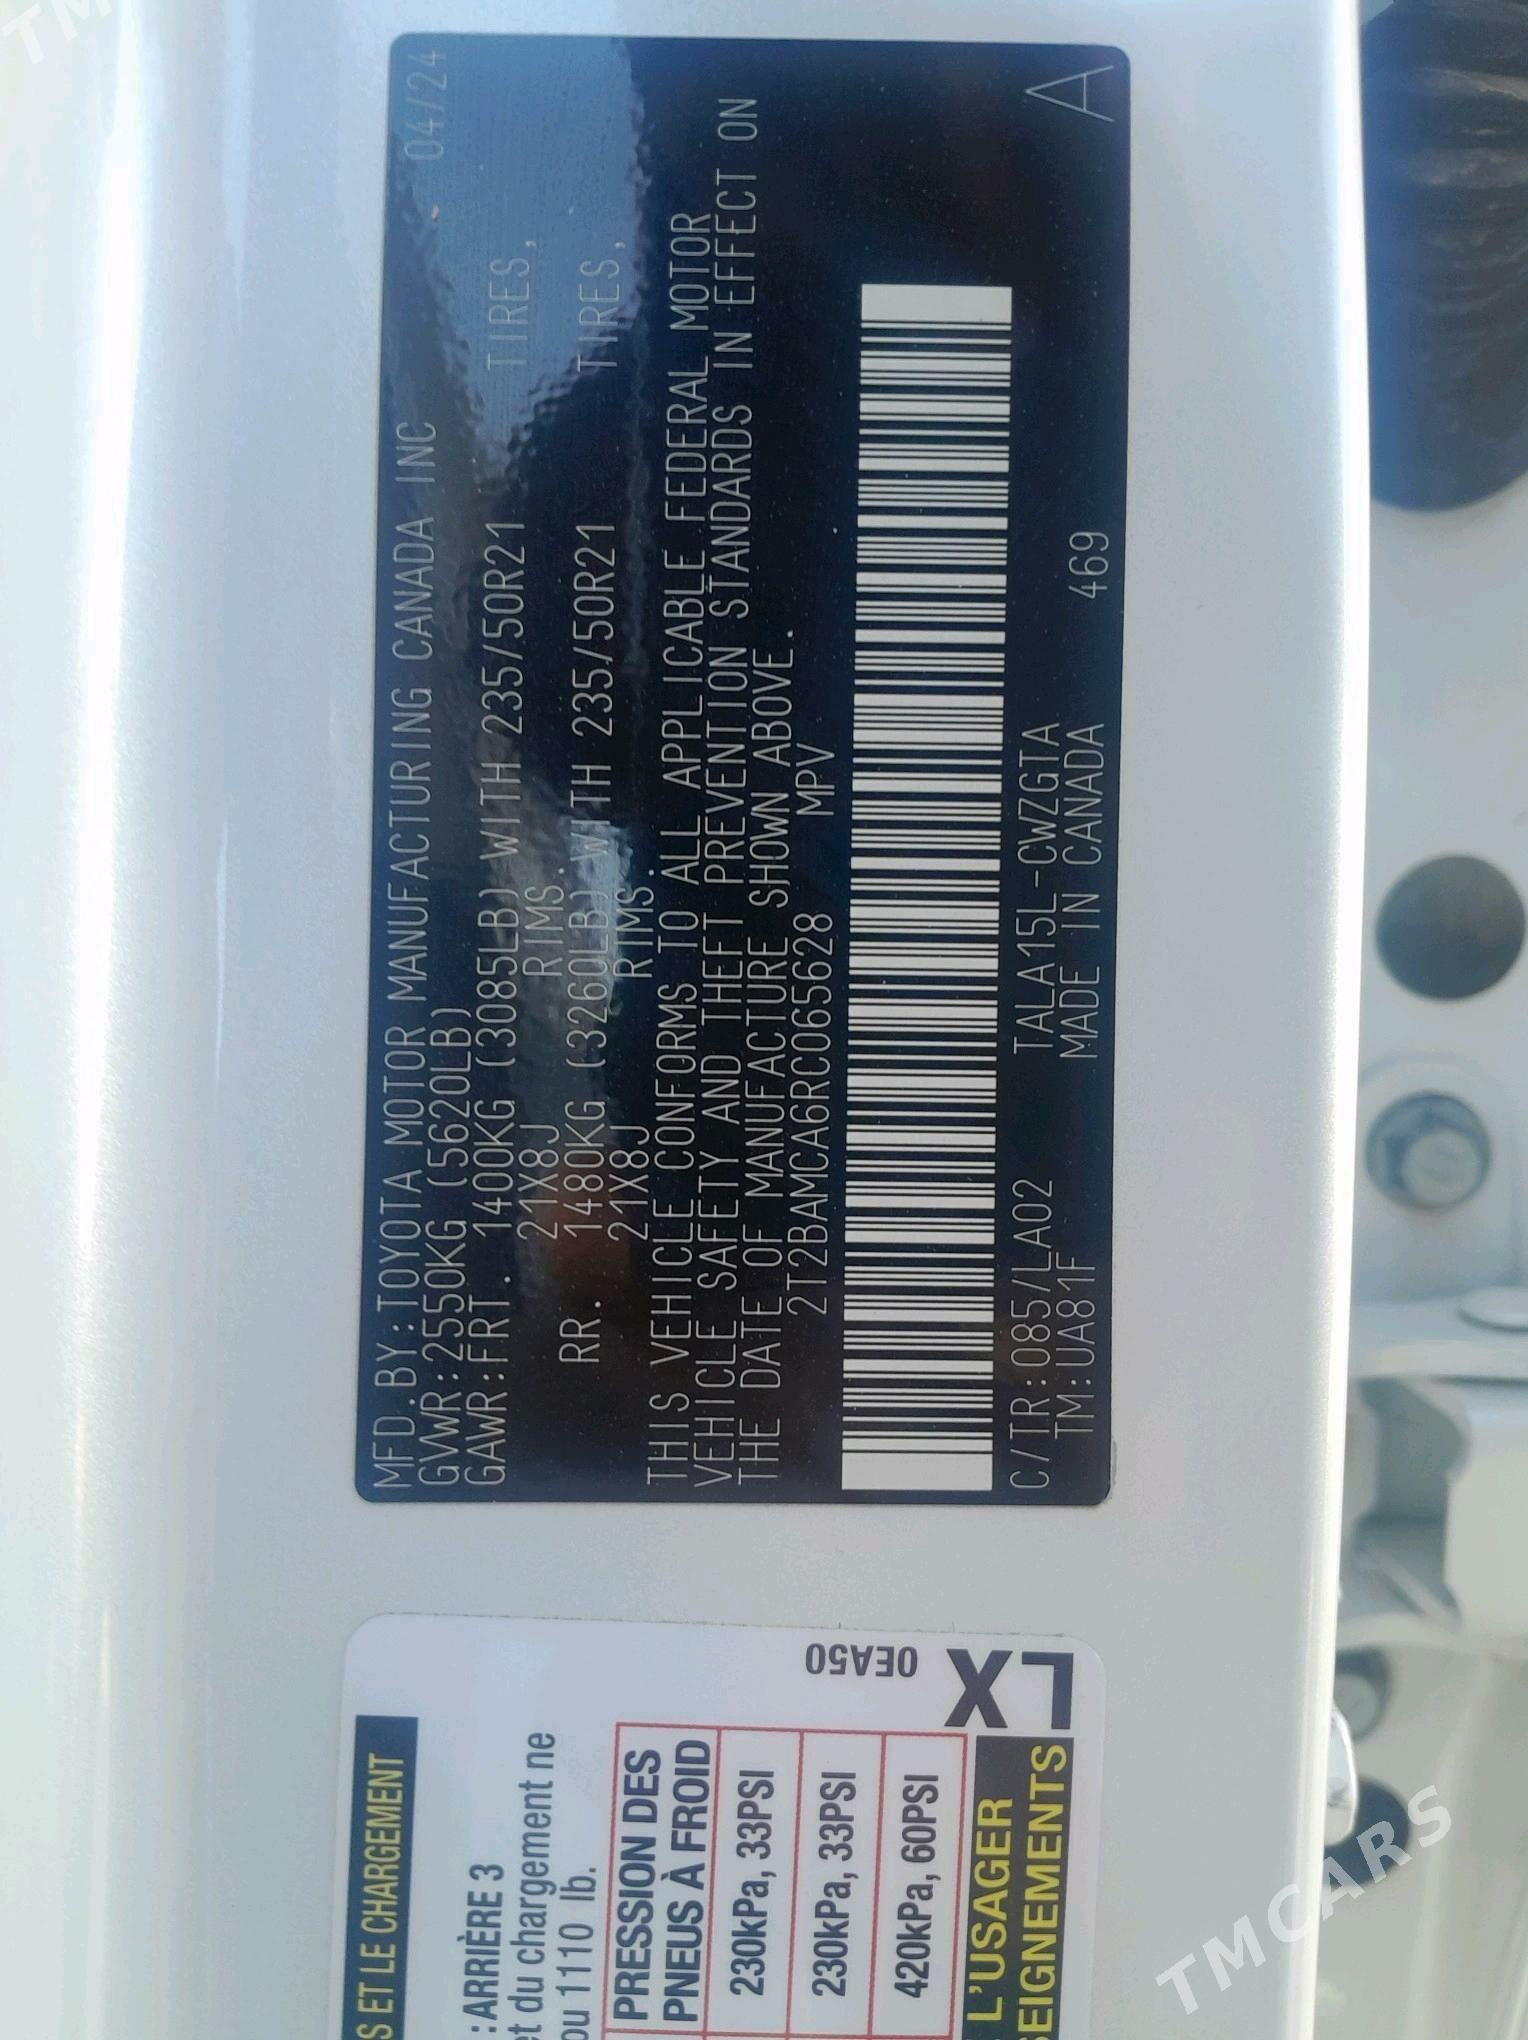 MFD.BY:TOYOTA MOTOR MANUFACTURING CANADA INC 04/24
GVWR:2550KG (5620LB)
GAWR:FRT. 1400KG (3085LB) WITH 235/50R21 TIRES,
21X8J RIMS.
RR. 1480KG (3260LB) WITH 235/50R21 TIRES,
21X8J RIMS.
THIS VEHICLE CONFORMS TO ALL APPLICABLE FEDERAL MOTOR
VEHICLE SAFETY AND THEFT PREVENTION STANDARDS IN EFFECT ON
THE DATE OF MANUFACTURE SHOWN ABOVE.
2T2BAMCA6RC065628 MPV
C/TR:085/LA02 TALA15L-CWZGTA A
TM:UA81F MADE IN CANADA 469
S ET LE CHARGEMENT
: ARRIÈRE 3
et du chargement ne
ou 1110 lb.
PRESSION DES
PNEUS À FROID
230kPa, 33PSI
230kPa, 33PSI
420kPa, 60PSI
L'USAGER
SEIGNEMENTS
0EA50
LX
TMCARS
TM